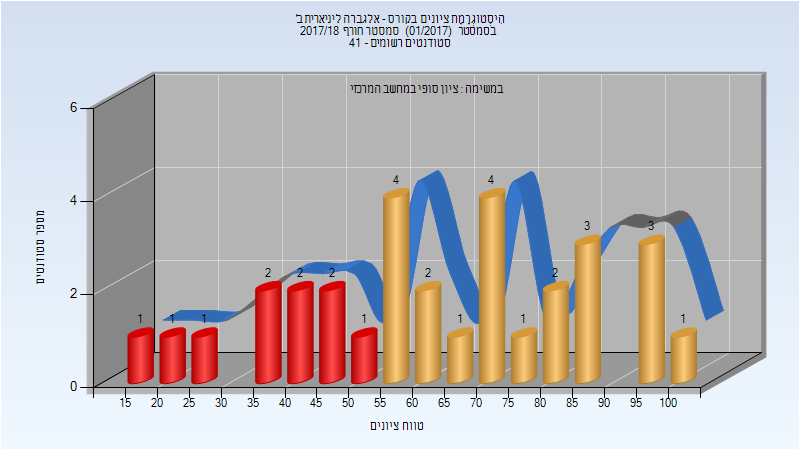 היסטוגרמת ציונים בקורס - אלגברה ליניארית ב'
בסמסטר (01/2017) סמסטר חורף 2017/18
סטודנטים רשומים - 41
במשימה : ציון סופי במחשב המרכזי
מספר סטודנטים
6
4
2
0
1
1
1
2
2
2
1
4
2
1
4
1
2
3
3
1
15 20 25 30 35 40 45 50 55 60 65 70 75 80 85 90 95 100
טווח ציונים